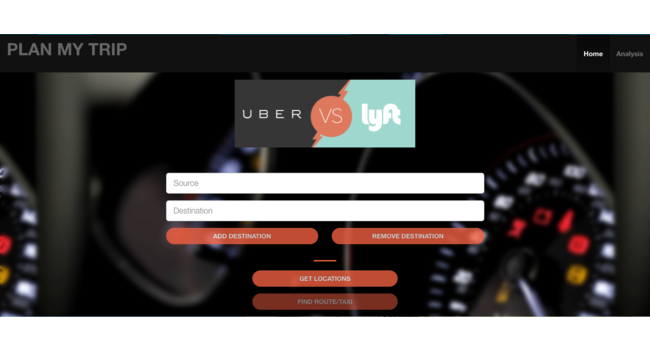 PLAN MY TRIP
Home Analysis
UBER VS lyft
Source
Destination
ADD DESTINATION REMOVE DESTINATION
GET LOCATIONS
FIND ROUTE/TAXI